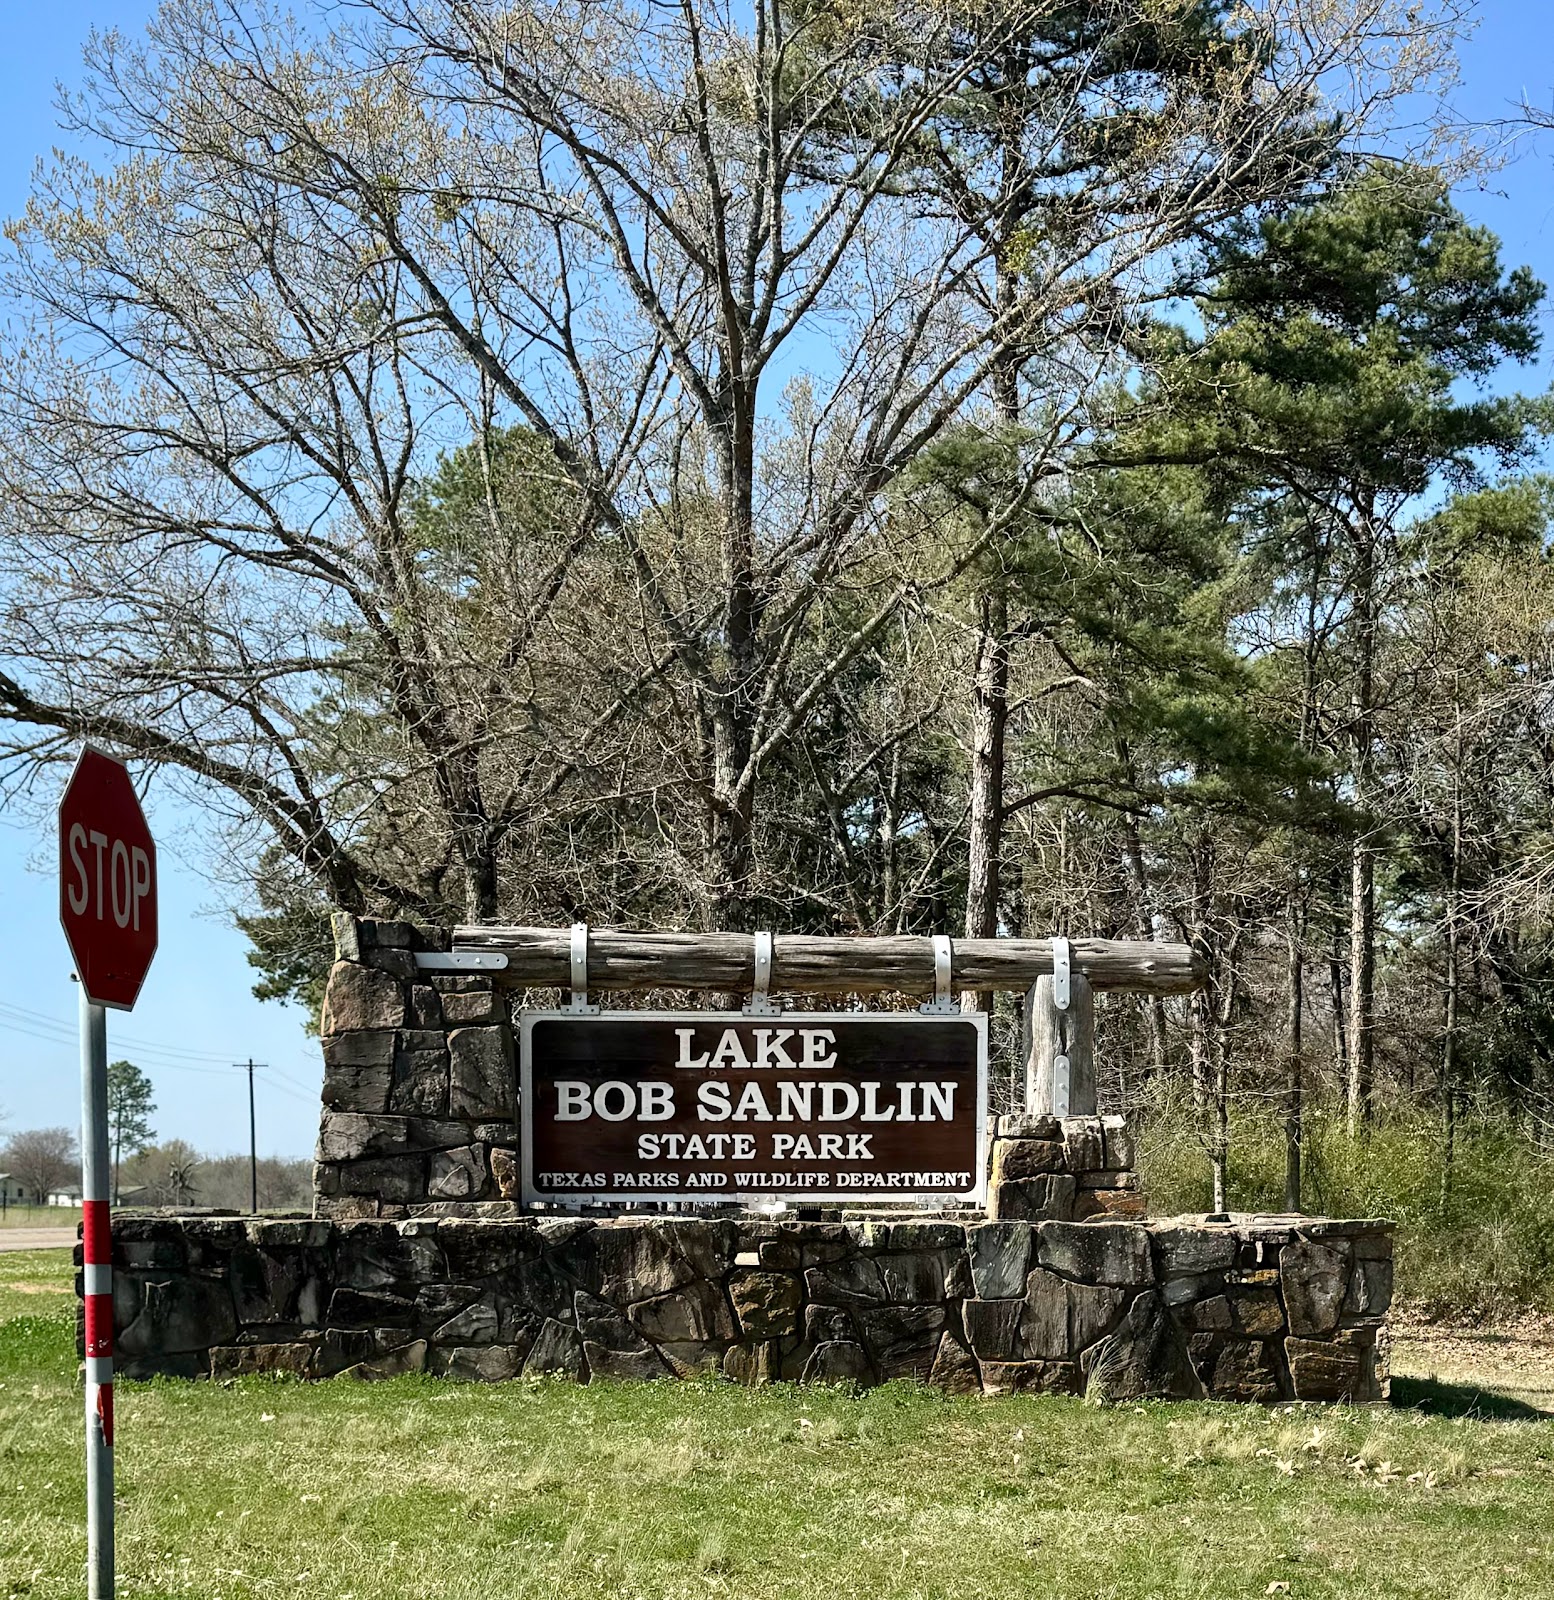 STOP
LAKE
BOB SANDLIN
STATE PARK
TEXAS PARKS AND WILDLIFE DEPARTMENT